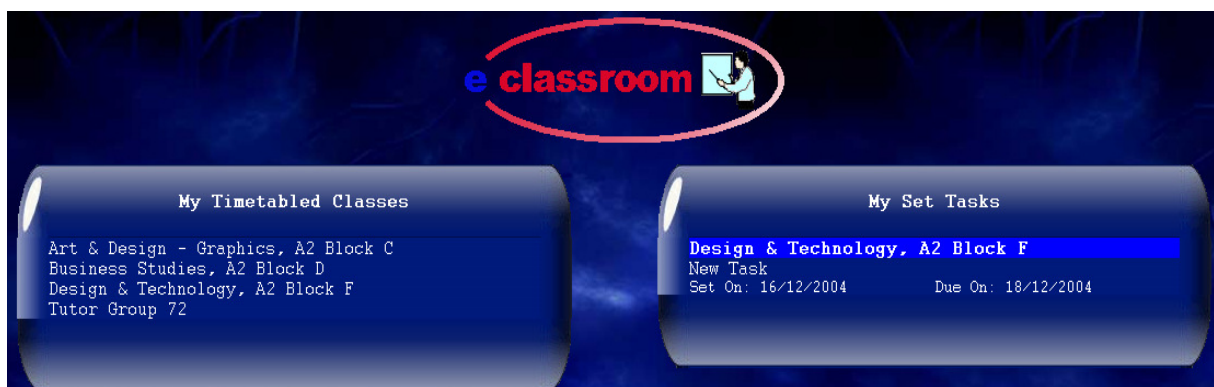 e classroom
My Timetabled Classes
Art & Design - Graphics, A2 Block C
Business Studies, A2 Block D
Design & Technology, A2 Block F
Tutor Group 72
My Set Tasks
Design & Technology, A2 Block F
New Task
Set On: 16/12/2004 Due On: 18/12/2004